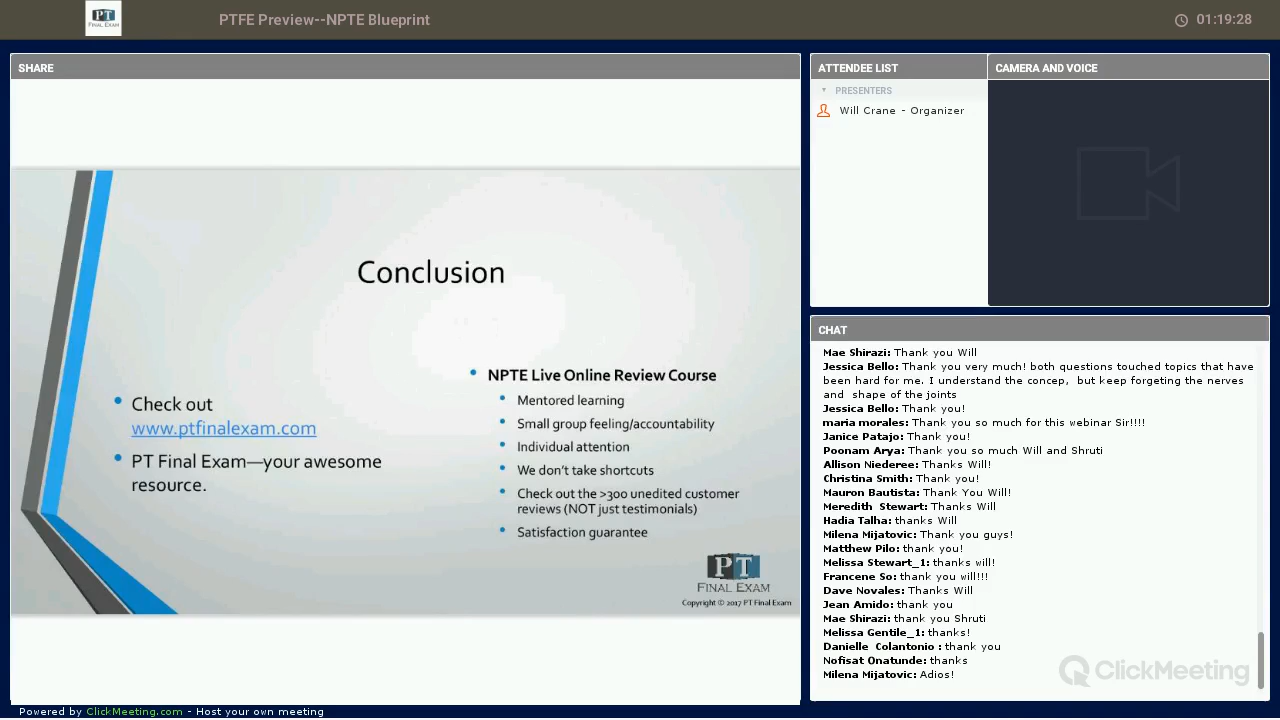 PT
FINAL EXAM
PTFE Preview--NPTE Blueprint
01:19:28
SHARE
Conclusion
Check out
www.ptfinalexam.com
PT Final Exam—your awesome
resource.
NPTE Live Online Review Course
Mentored learning
Small group feeling/accountability
Individual attention
We don't take shortcuts
Check out the >300 unedited customer
reviews (NOT just testimonials)
Satisfaction guarantee
PT
FINAL EXAM
Copyright © 2017 PT Final Exam
ATTENDEE LIST
PRESENTERS
Will Crane - Organizer
CAMERA AND VOICE
CHAT
Mae Shirazi: Thank you Will
Jessica Bello: Thank you very much! both questions touched topics that have
been hard for me. I understand the concep, but keep forgeting the nerves
and shape of the joints
Jessica Bello: Thank you!
maria morales: Thank you so much for this webinar Sir!!!!
Janice Patajo: Thank you!
Poonam Arya: Thank you so much Will and Shruti
Allison Niederee: Thanks Will!
Christina Smith: Thank you!
Mauron Bautista: Thank You Will!
Meredith Stewart: Thanks Will
Hadia Talha: thanks Will
Milena Mijatovic: Thank you guys!
Matthew Pilo: thank you!
Melissa Stewart_1: thanks will!
Francene So: thank you will!!!
Dave Novales: Thanks Will
Jean Amido: thank you
Mae Shirazi: thank you Shruti
Melissa Gentile_1: thanks!
Danielle Colantonio : thank you
Nofisat Onatunde: thanks
Milena Mijatovic: Adios!
ClickMeeting
Powered by ClickMeeting.com - Host your own meeting